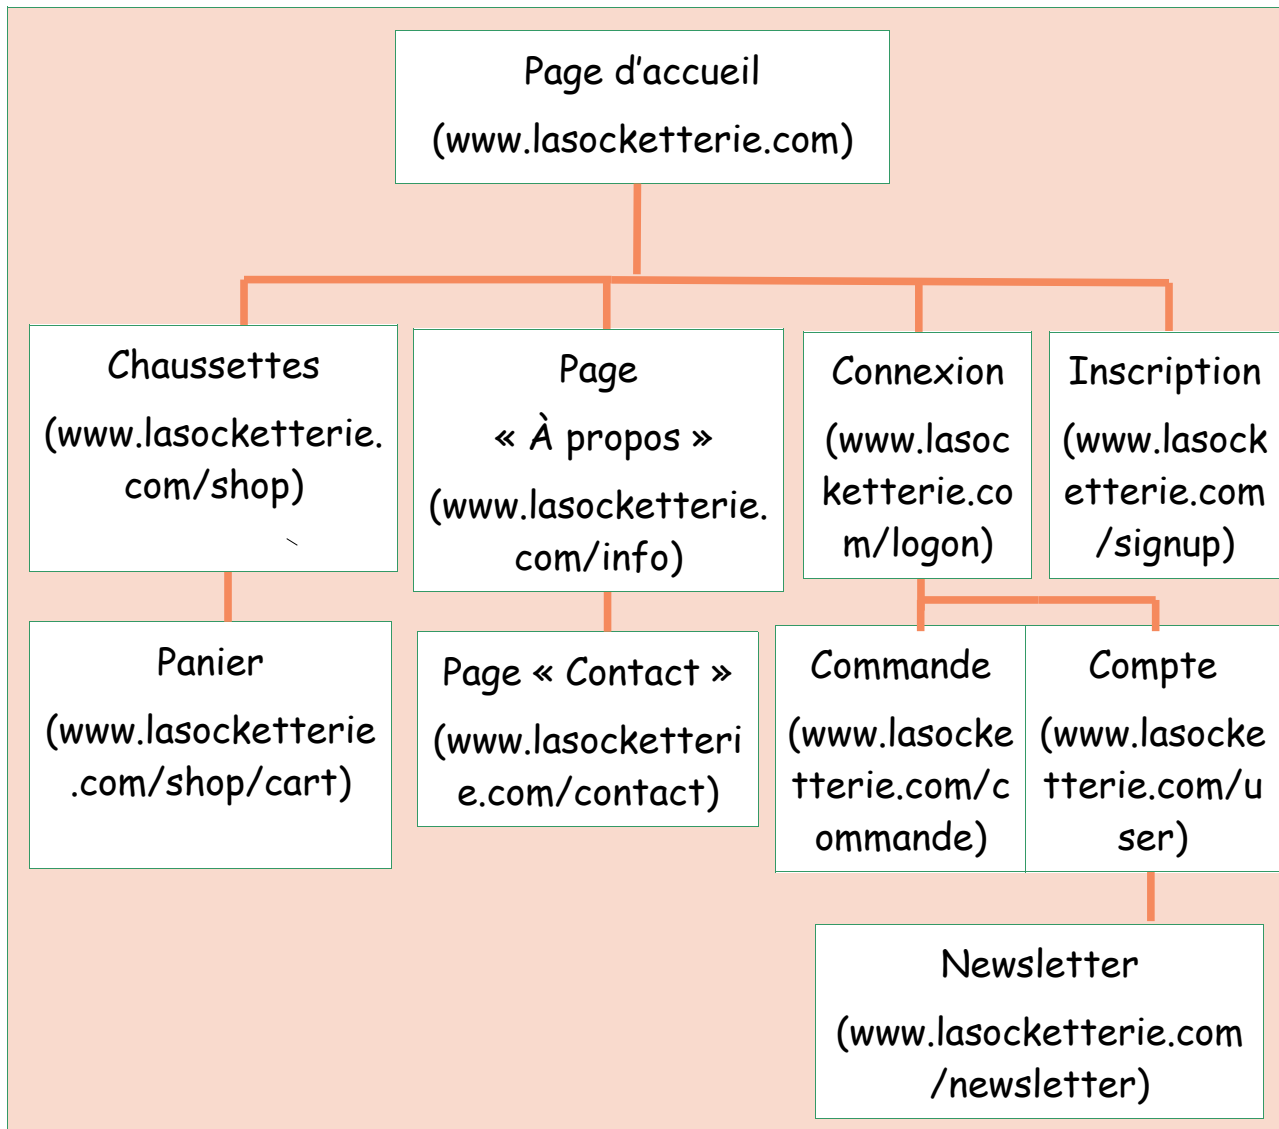 Page d'accueil
(www.lasocketterie.com)
Chaussettes
(www.lasocketterie.
com/shop)
Page
« À propos »
(www.lasocketterie.
com/info)
Connexion
(www.lasoc
ketterie.co
m/logon)
Inscription
(www.lasock
etterie.com
/signup)
Panier
(www.lasocketterie
.com/shop/cart)
Page « Contact »
(www.lasocketteri
e.com/contact)
Commande
(www.lasocke
tterie.com/c
ommande)
Compte
(www.lasocke
tterie.com/u
ser)
Newsletter
(www.lasocketterie.com
/newsletter)